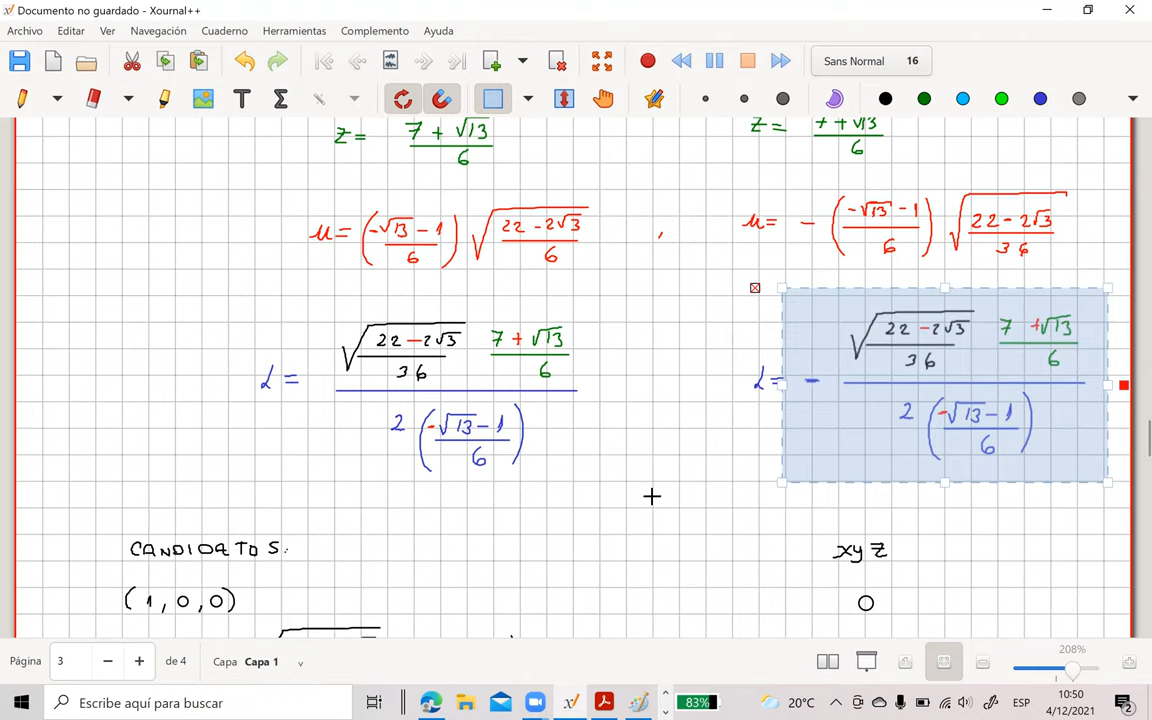 Documento no guardado - Xournal++
Archivo Editar Ver Navegación Cuaderno Herramientas Complemento Ayuda
Sans Normal 16
z = 7 + √13 / 6
z = 7 + √13 / 6
μ = (-√13 - 1 / 6) √(22 - 2√3 / 6) , μ = - (-√13 - 1 / 6) √(22 - 2√3 / 36)
λ = √(22 - 2√3 / 36) 7 + √13 / 6 / 2 (-√13 - 1 / 6)
λ = - √(22 - 2√3 / 36) 7 + √13 / 6 / 2 (-√13 - 1 / 6)
CANDIDATOS: xyz
(1, 0, 0) 0
Página 3 de 4 Capa Capa 1 208%
Escribe aquí para buscar 83% 20°C ESP 10:50
4/12/2021 2